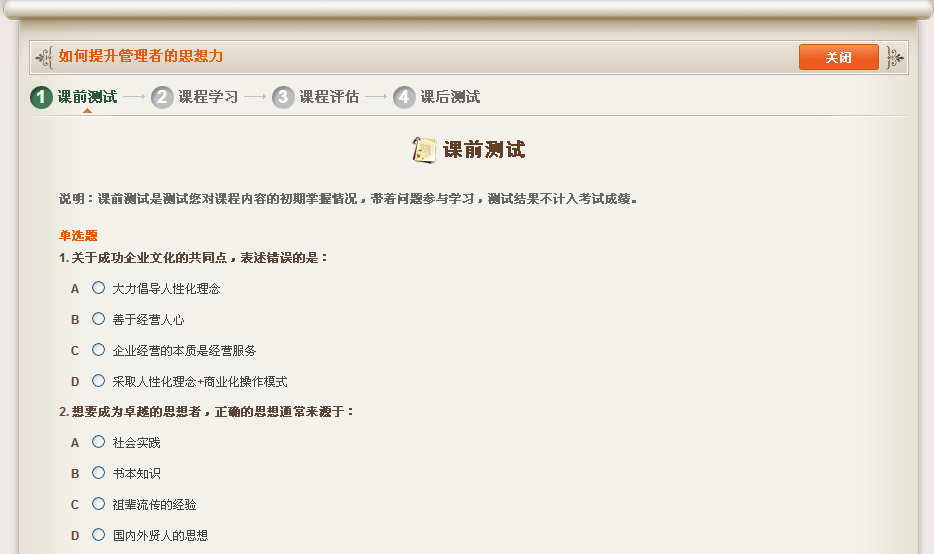 如何提升管理者的思想力
关闭
1 课前测试 2 课程学习 3 课程评估 4 课后测试
课前测试
说明：课前测试是测试您对课程内容的初期掌握情况，带着问题参与学习，测试结果不计入考试成绩。
单选题
1. 关于成功企业文化的共同点，表述错误的是：
A 大力倡导人性化理念
B 善于经营人心
C 企业经营的本质是经营服务
D 采取人性化理念+商业化操作模式
2. 想要成为卓越的思想者，正确的思想通常来源于：
A 社会实践
B 书本知识
C 祖辈流传的经验
D 国内外贤人的思想